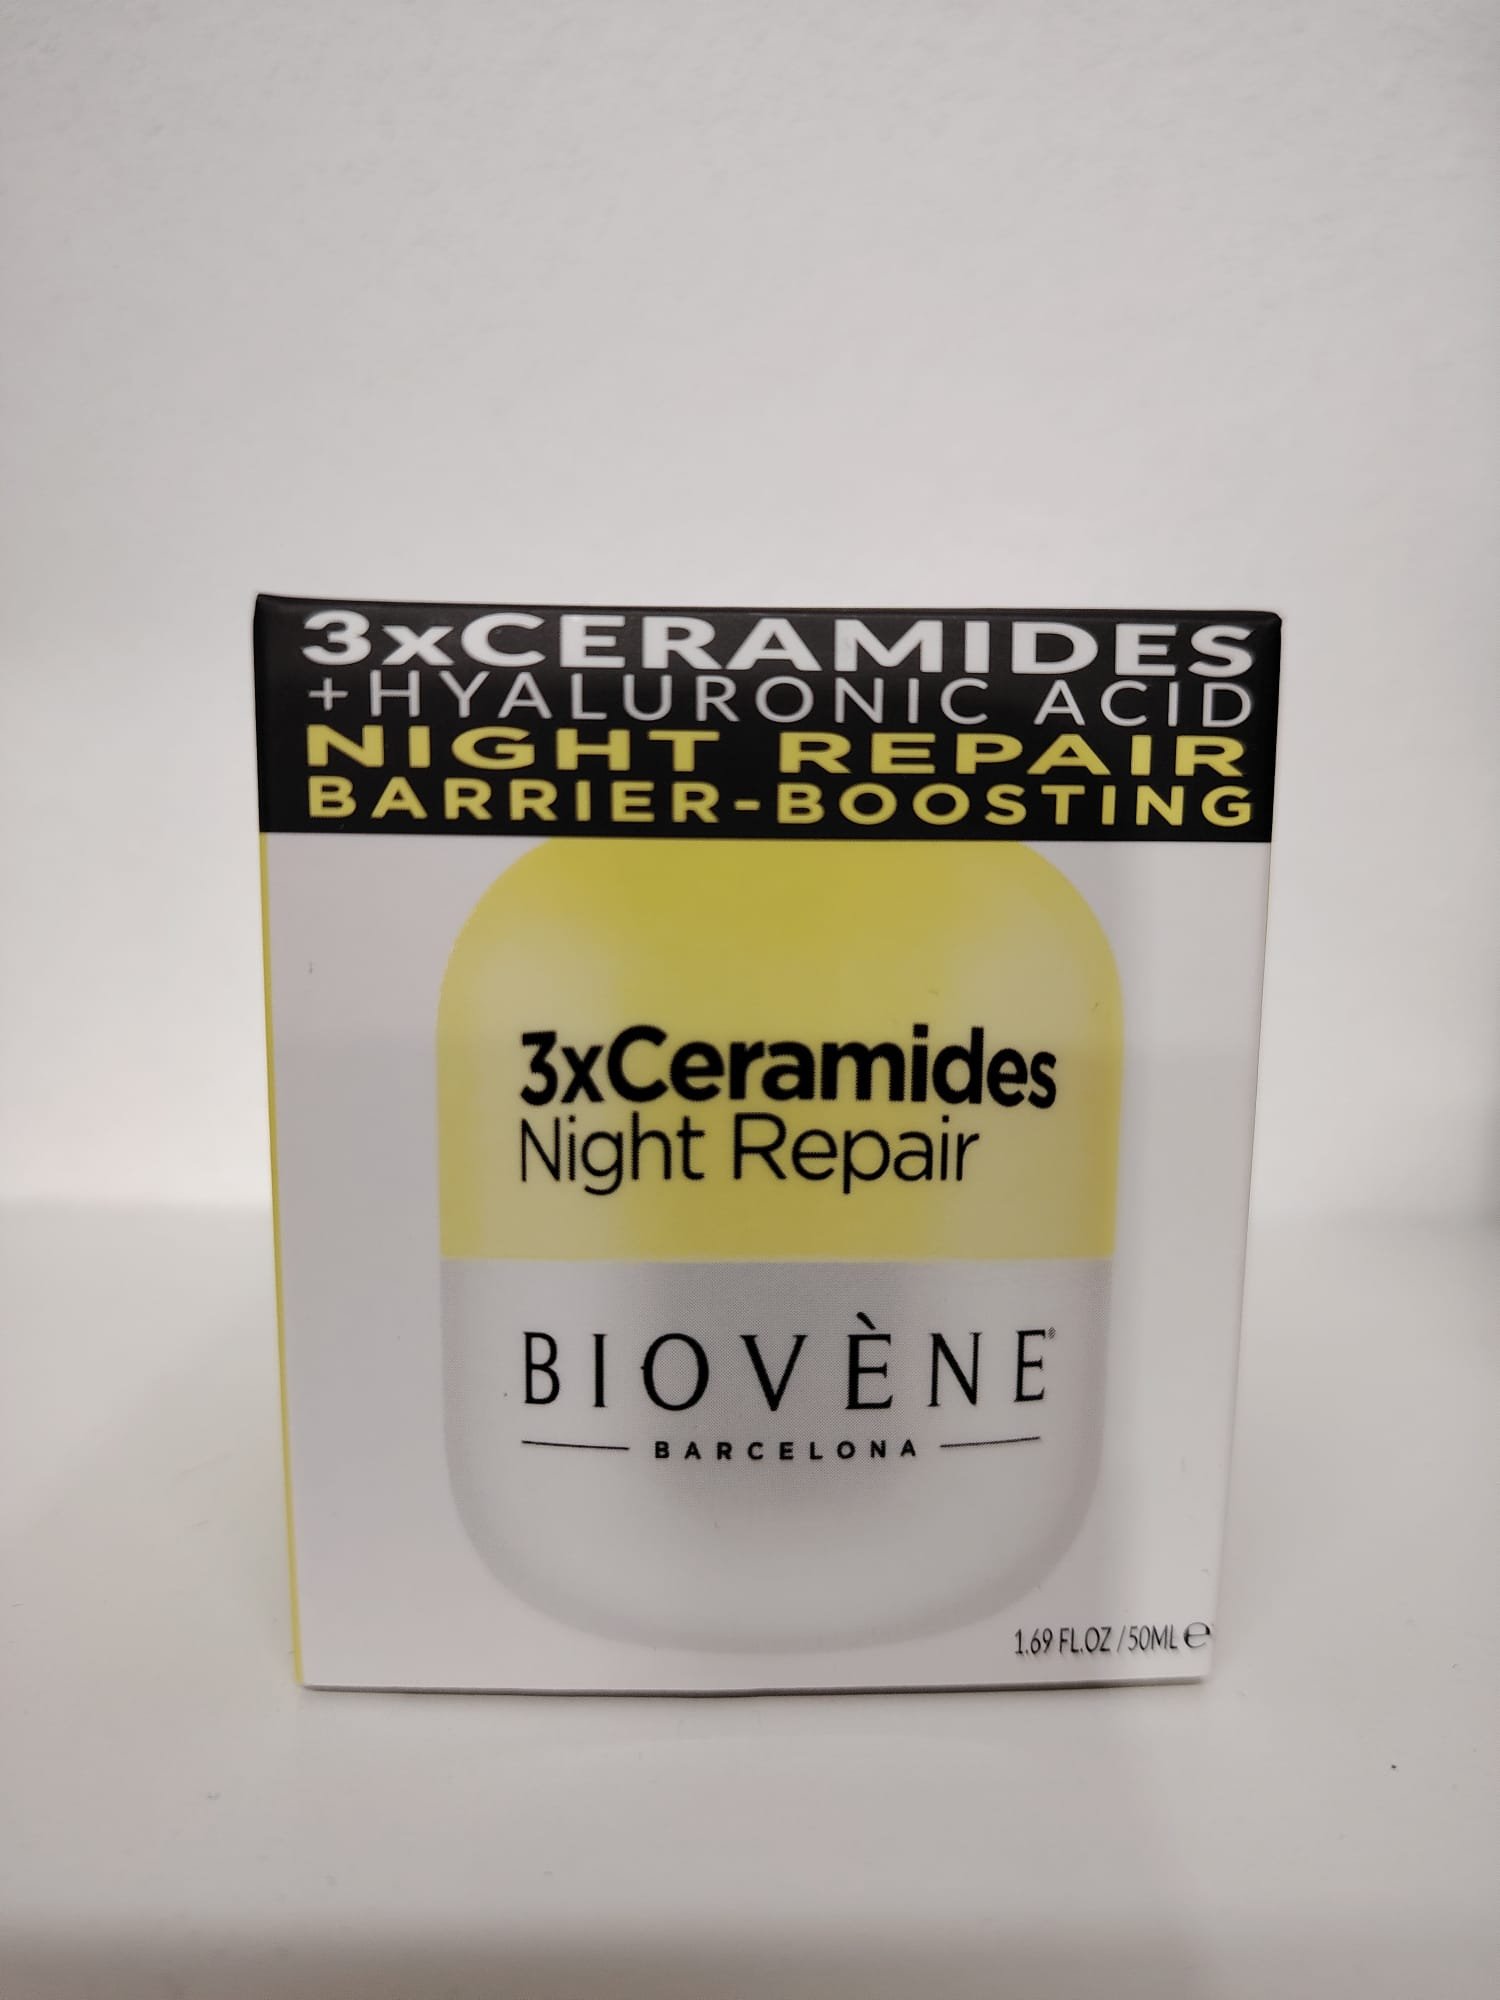 3xCERAMIDES
+HYALURONIC ACID
NIGHT REPAIR
BARRIER-BOOSTING
3xCeramides
Night Repair
BIOVÈNE®
BARCELONA
1.69 FL.OZ / 50ML ℮